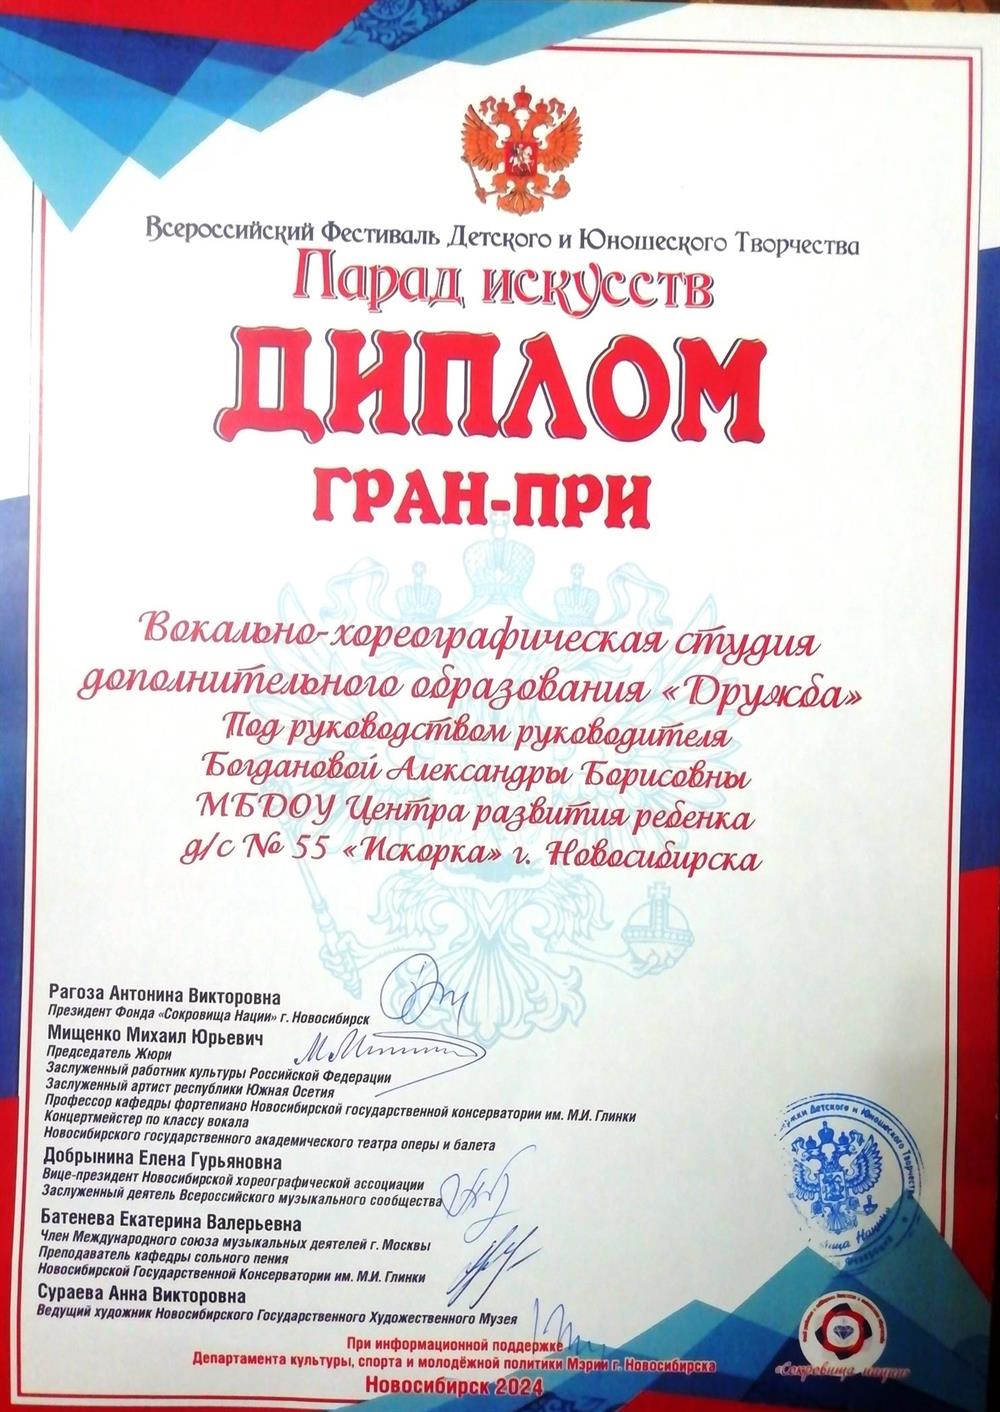 Всероссийский Фестиваль Детского и Юношеского Творчества
Парад искусств
ДИПЛОМ
ГРАН-ПРИ
Вокально-хореографическая студия
дополнительного образования «Дружба»
Под руководством руководителя
Богдановой Александры Борисовны
МБДОУ Центра развития ребенка
д/с № 55 «Искорка» г. Новосибирска
Рагоза Антонина Викторовна
Президент Фонда «Сокровища Нации» г. Новосибирск
Мищенко Михаил Юрьевич
Председатель Жюри
Заслуженный работник культуры Российской Федерации
Заслуженный артист республики Южная Осетия
Профессор кафедры фортепиано Новосибирской государственной консерватории им. М.И. Глинки
Концертмейстер по классу вокала
Новосибирского государственного академического театра оперы и балета
Добрынина Елена Гурьяновна
Вице-президент Новосибирской хореографической ассоциации
Заслуженный деятель Всероссийского музыкального сообщества
Батенева Екатерина Валерьевна
Член Международного союза музыкальных деятелей г. Москвы
Преподаватель кафедры сольного пения
Новосибирской Государственной Консерватории им. М.И. Глинки
Сураева Анна Викторовна
Ведущий художник Новосибирского Государственного Художественного Музея
Детского и Юношеского
«Сокровища нации»
При информационной поддержке
Департамента культуры, спорта и молодёжной политики Мэрии г. Новосибирска
Новосибирск 2024